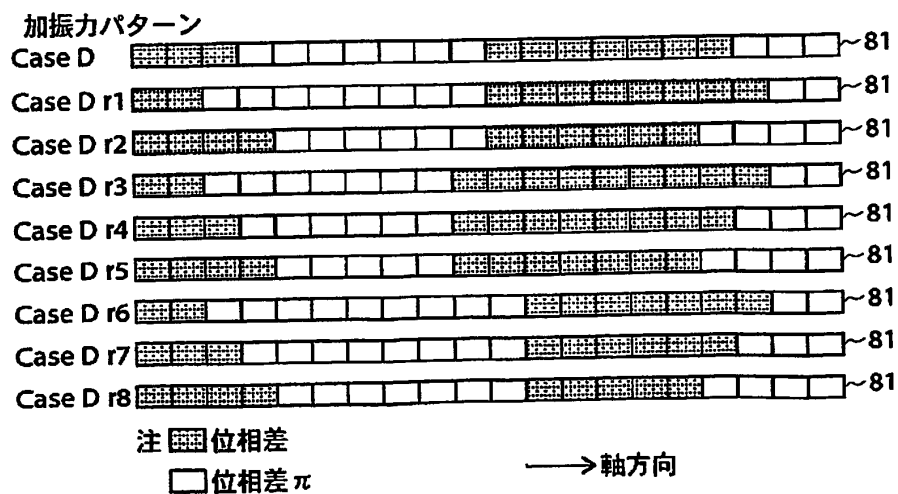 加振力パターン
Case D 81
Case D r1 81
Case D r2 81
Case D r3 81
Case D r4 81
Case D r5 81
Case D r6 81
Case D r7 81
Case D r8 81
注 位相差
位相差 π 軸方向